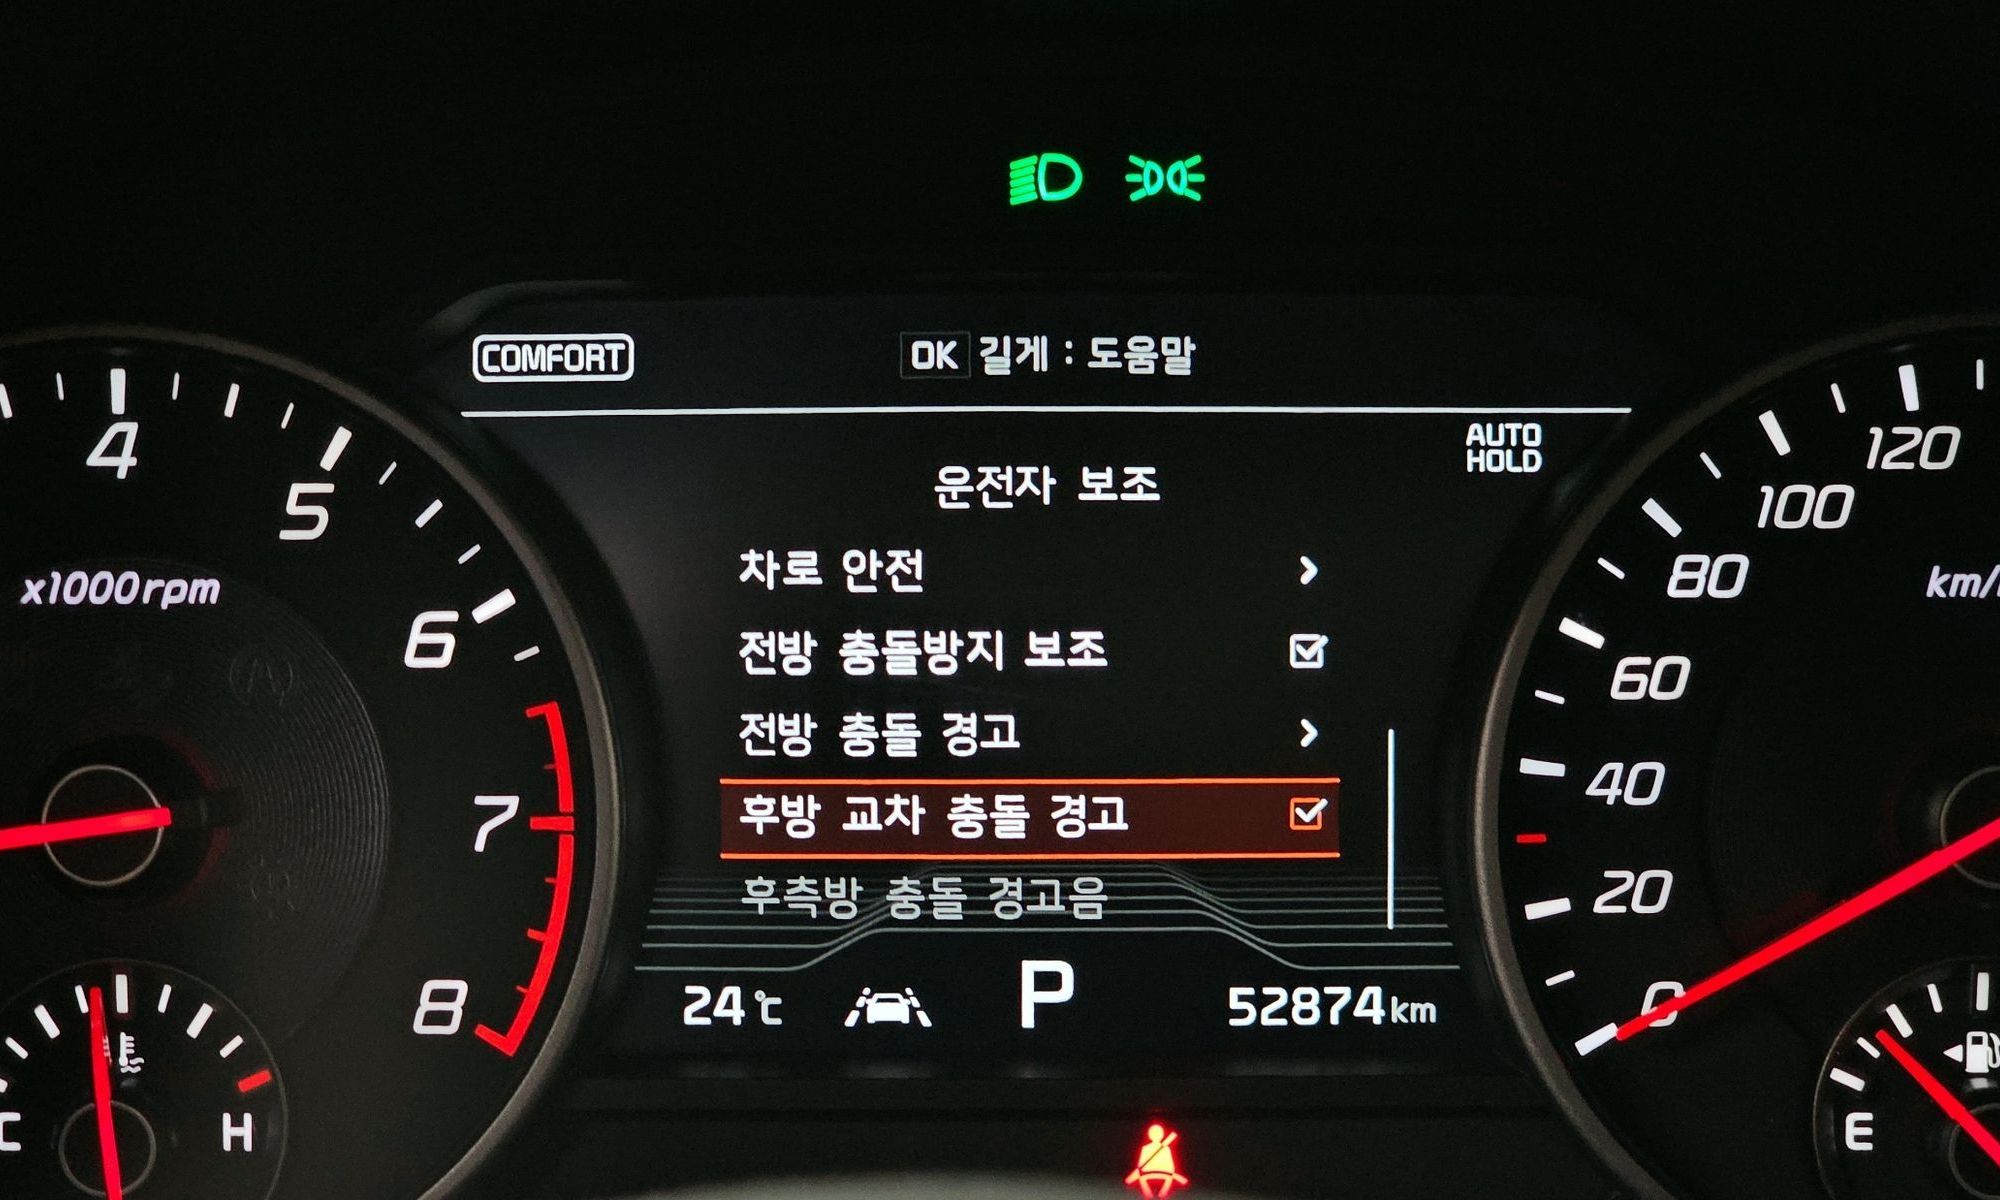 COMFORT
OK 길게 : 도움말
AUTO
HOLD
운전자 보조
차로 안전
전방 충돌방지 보조
전방 충돌 경고
후방 교차 충돌 경고
후측방 충돌 경고음
24℃
P
52874km
4
5
6
7
8
x1000rpm
C
H
120
100
80
60
40
20
0
E